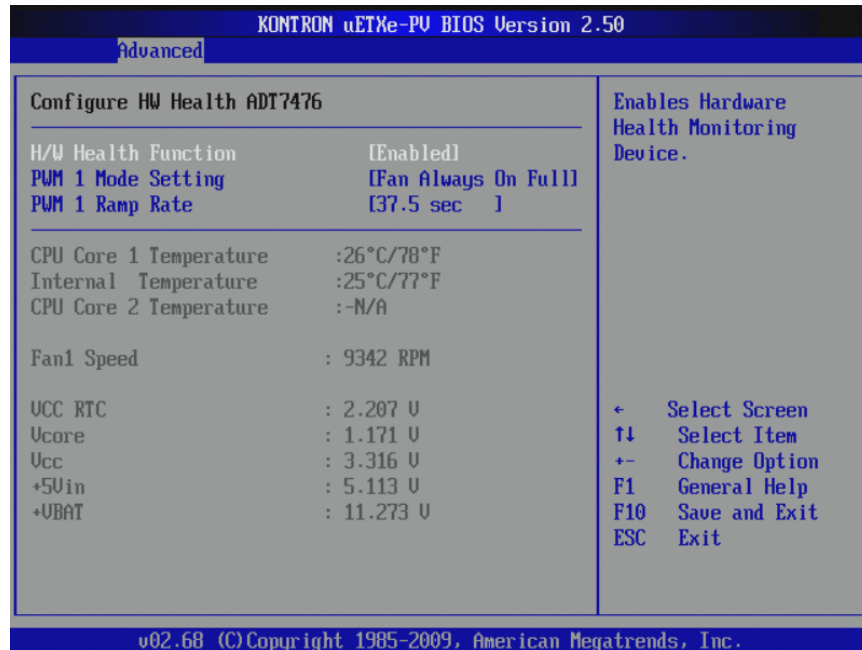 KONTRON uETXe-PV BIOS Version 2.50
Advanced
Configure HW Health ADT7476
H/W Health Function [Enabled]
PWM 1 Mode Setting [Fan Always On Full]
PWM 1 Ramp Rate [37.5 sec ]
CPU Core 1 Temperature :26°C/78°F
Internal Temperature :25°C/77°F
CPU Core 2 Temperature :-N/A
Fan1 Speed : 9342 RPM
VCC RTC : 2.207 V
Vcore : 1.171 V
Vcc : 3.316 V
+5Vin : 5.113 V
+VBAT : 11.273 V
Enables Hardware
Health Monitoring
Device.
← Select Screen
↑↓ Select Item
+- Change Option
F1 General Help
F10 Save and Exit
ESC Exit
v02.68 (C)Copyright 1985-2009, American Megatrends, Inc.